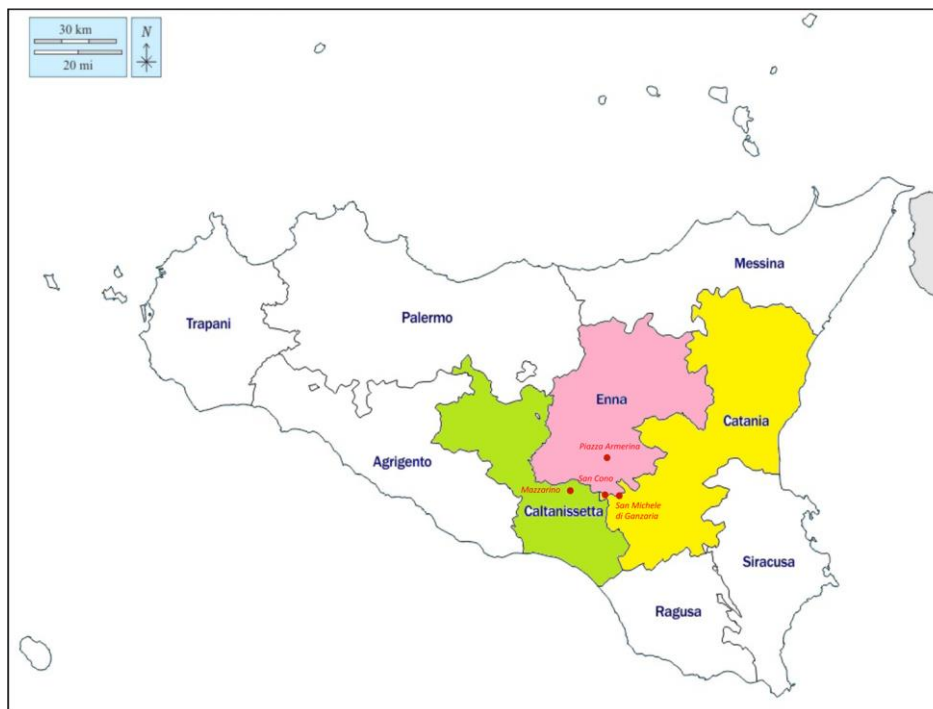 30 km
N
20 mi
Messina
Trapani
Palermo
Enna
Catania
Piazza Armerina
Agrigento
San Cono
Mazzarino
San Michele
di Ganzaria
Caltanissetta
Siracusa
Ragusa